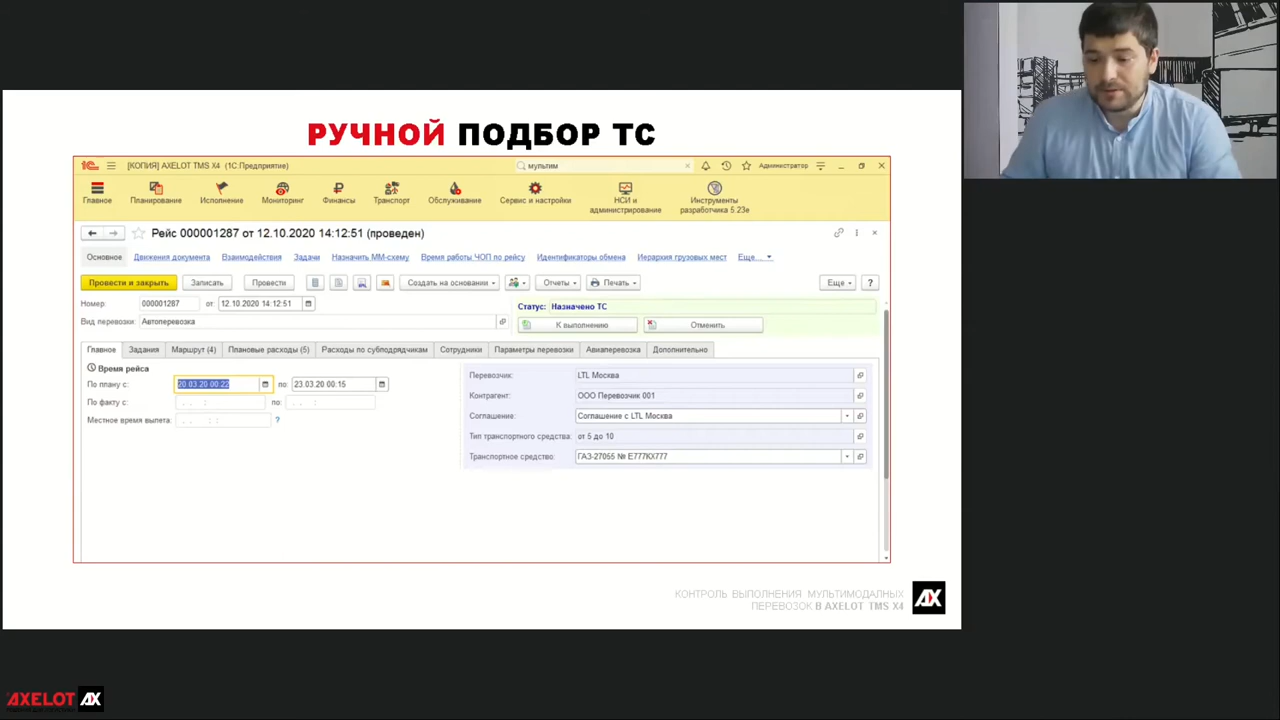 РУЧНОЙ ПОДБОР ТС
[КОПИЯ] AXELOT TMS X4 (1С:Предприятие)
мультим
Администратор
Главное
Планирование
Исполнение
Мониторинг
Финансы
Транспорт
Обслуживание
Сервис и настройки
НСИ и администрирование
Инструменты разработчика 5.23e
Рейс 000001287 от 12.10.2020 14:12:51 (проведен)
Основное Движения документа Взаимодействия Задачи Назначить ММ-схему Время работы ЧОП по рейсу Идентификаторы обмена Иерархия грузовых мест Еще...
Провести и закрыть Записать Провести Создать на основании Отчеты Печать Еще ?
Номер: 000001287 от: 12.10.2020 14:12:51
Статус: Назначено ТС
Вид перевозки: Автоперевозка
К выполнению Отменить
Главное Задания Маршрут (4) Плановые расходы (5) Расходы по субподрядчикам Сотрудники Параметры перевозки Авиаперевозка Дополнительно
Время рейса
По плану с: 20.03.20 00:22 по: 23.03.20 00:15
По факту с: . . : по: . . :
Местное время вылета: . . : : ?
Перевозчик: LTL Москва
Контрагент: ООО Перевозчик 001
Соглашение: Соглашение с LTL Москва
Тип транспортного средства: от 5 до 10
Транспортное средство: ГАЗ-27055 № Е777КХ777
КОНТРОЛЬ ВЫПОЛНЕНИЯ МУЛЬТИМОДАЛНЫХ
ПЕРЕВОЗОК В AXELOT TMS X4
AXELOT